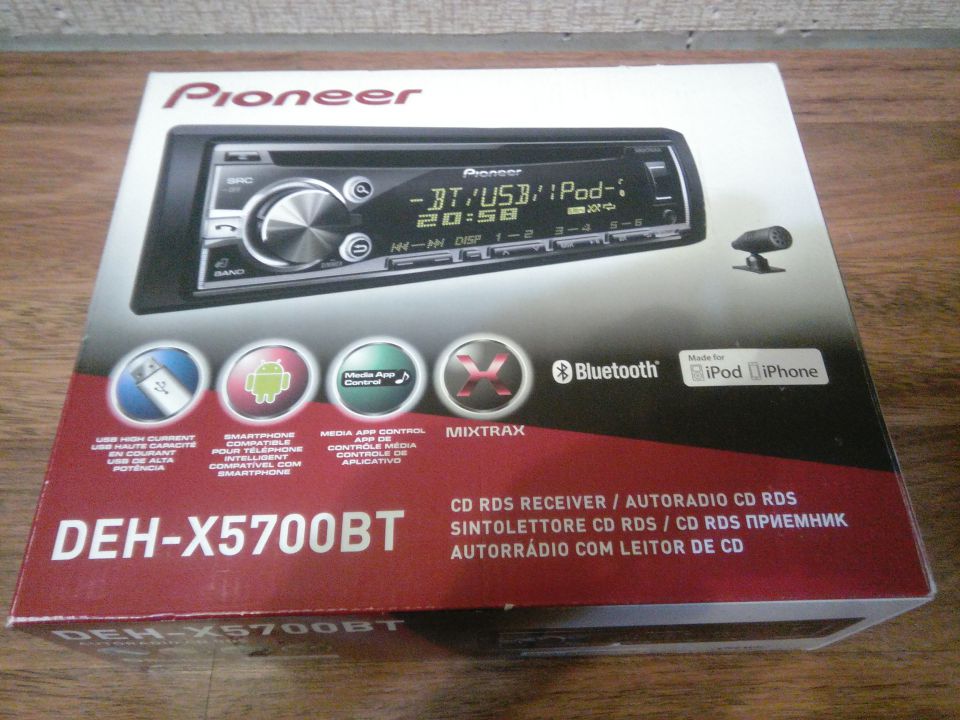 Pioneer
SRC
OFF
Pioneer
MIXTRAX
BT/USB/iPod
20:58
DISP 1-2 3-4 5-6
BAND
Media App
Control
Bluetooth®
Made for
iPod iPhone
USB HIGH CURRENT
USB HAUTE CAPACITÉ
EN COURANT
USB DE ALTA
POTÊNCIA
SMARTPHONE
COMPATIBLE
POUR TÉLÉPHONE
INTELLIGENT
COMPATÍVEL COM
SMARTPHONE
MEDIA APP CONTROL
APP DE
CONTRÔLE MÉDIA
CONTROLE DE
APLICATIVO
MIXTRAX
DEH-X5700BT
CD RDS RECEIVER / AUTORADIO CD RDS
SINTOLETTORE CD RDS / CD RDS ПРИЕМНИК
AUTORRÁDIO COM LEITOR DE CD
DEH-X5700BT